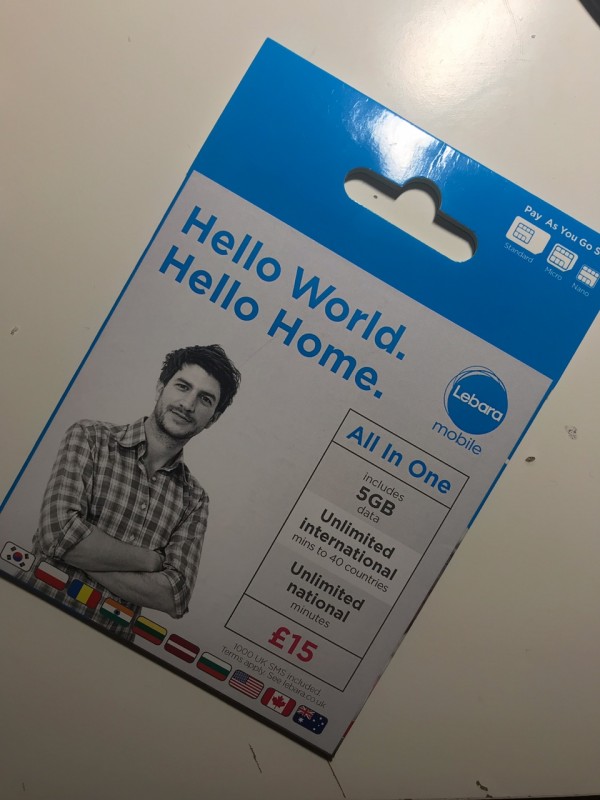 Pay As You Go S
Standard
Micro
Nano
Hello World.
Hello Home.
Lebara
mobile
All In One
includes
5GB
data
Unlimited
international
mins to 40 countries
Unlimited
national
minutes
£15
1000 UK SMS included.
Terms apply. See lebara.co.uk